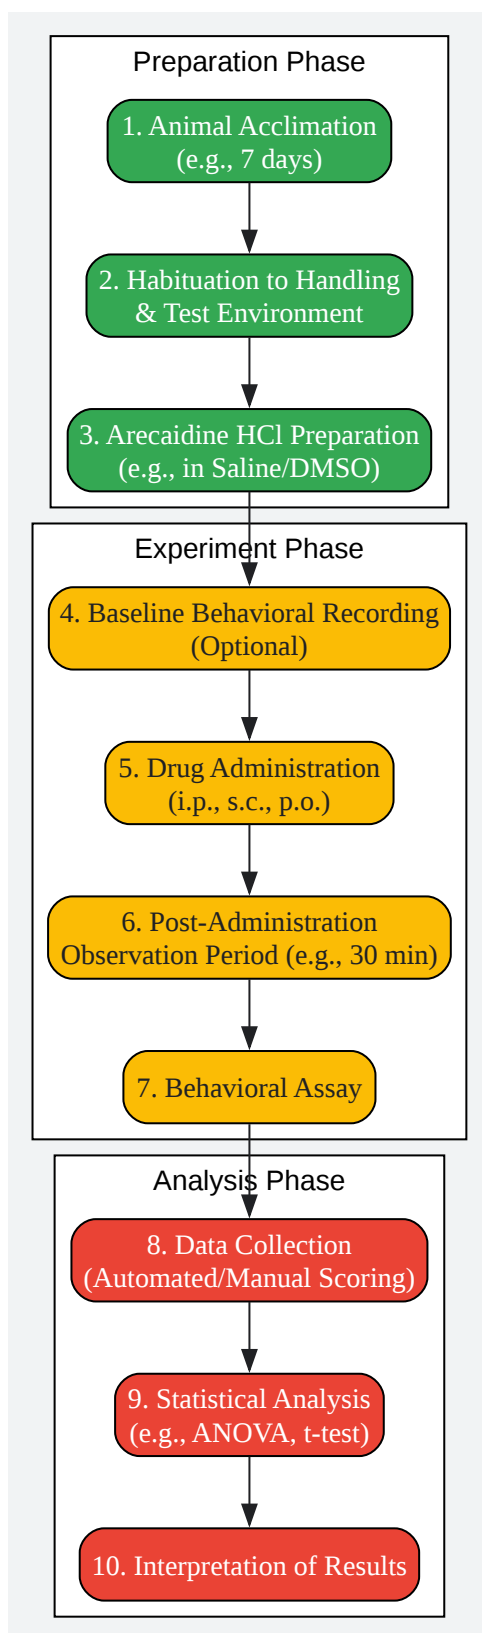 Preparation Phase
1. Animal Acclimation
(e.g., 7 days)
2. Habituation to Handling
& Test Environment
3. Arecaidine HCl Preparation
(e.g., in Saline/DMSO)
Experiment Phase
4. Baseline Behavioral Recording
(Optional)
5. Drug Administration
(i.p., s.c., p.o.)
6. Post-Administration
Observation Period (e.g., 30 min)
7. Behavioral Assay
Analysis Phase
8. Data Collection
(Automated/Manual Scoring)
9. Statistical Analysis
(e.g., ANOVA, t-test)
10. Interpretation of Results